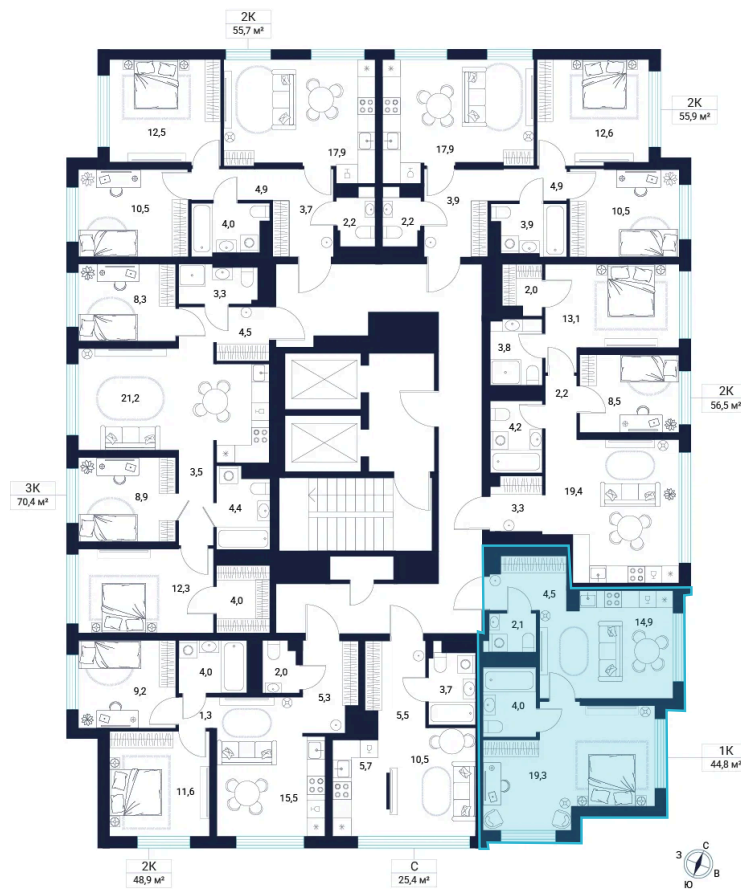 2К
55,7 м²
12,5
17,9
17,9
12,6
2К
55,9 м²
10,5
4,9
4,0
3,7
2,2
2,2
3,9
4,9
3,9
10,5
8,3
3,3
4,5
2,0
13,1
3,8
21,2
2,2
8,5
2К
56,5 м²
4,2
3,5
8,9
4,4
3К
70,4 м²
19,4
3,3
12,3
4,0
4,5
2,1
14,9
9,2
4,0
2,0
5,3
5,5
3,7
4,0
1,3
11,6
15,5
5,7
10,5
19,3
1К
44,8 м²
2К
48,9 м²
С
25,4 м²
С
З
В
Ю